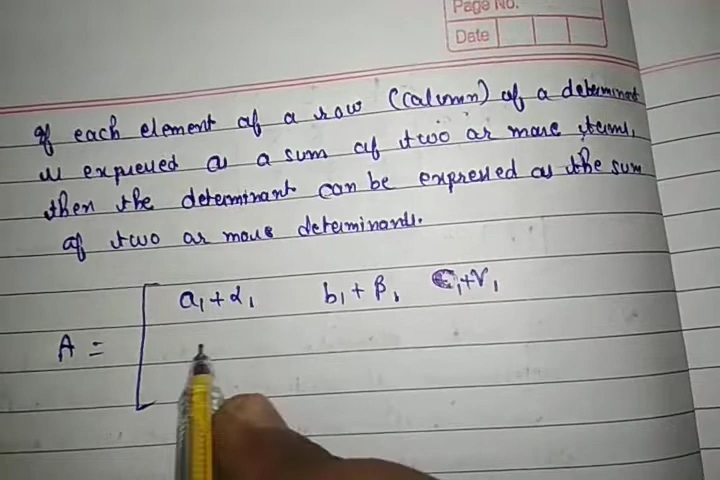 Page No.
Date
If each element of a row (column) of a determinant
is expressed as a sum of two or more terms,
then the determinant can be expressed as the sum
of two or more determinants.
a₁+α₁ b₁+β₁ c₁+γ₁
A =